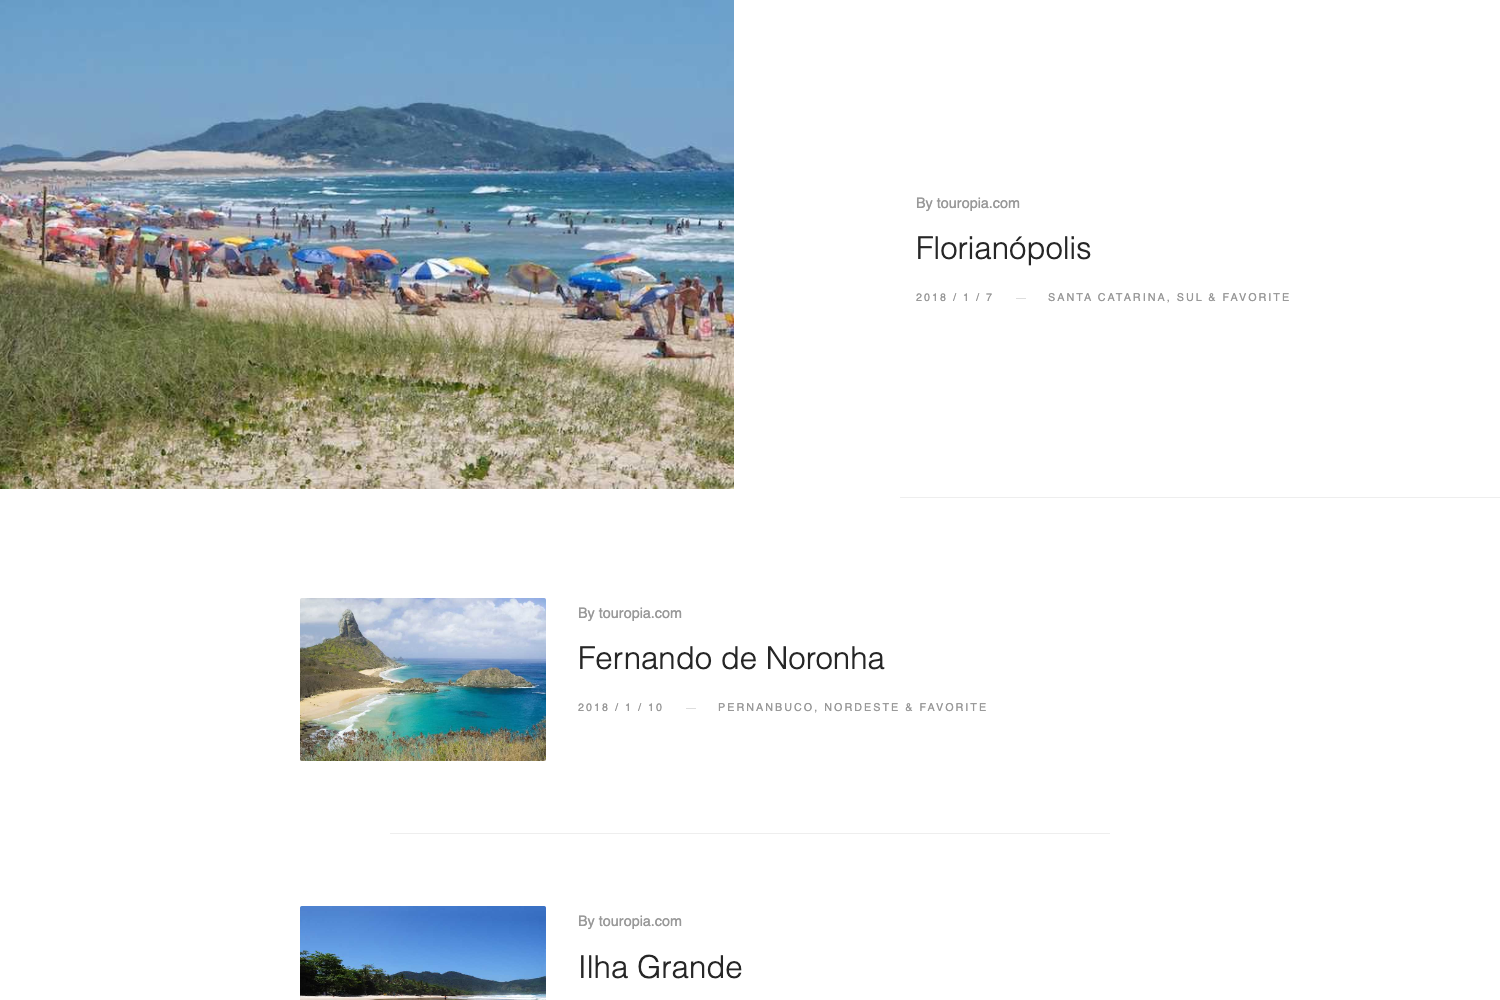 By touropia.com
Florianópolis
2018 / 1 / 7 — SANTA CATARINA, SUL & FAVORITE
By touropia.com
Fernando de Noronha
2018 / 1 / 10 — PERNANBUCO, NORDESTE & FAVORITE
By touropia.com
Ilha Grande